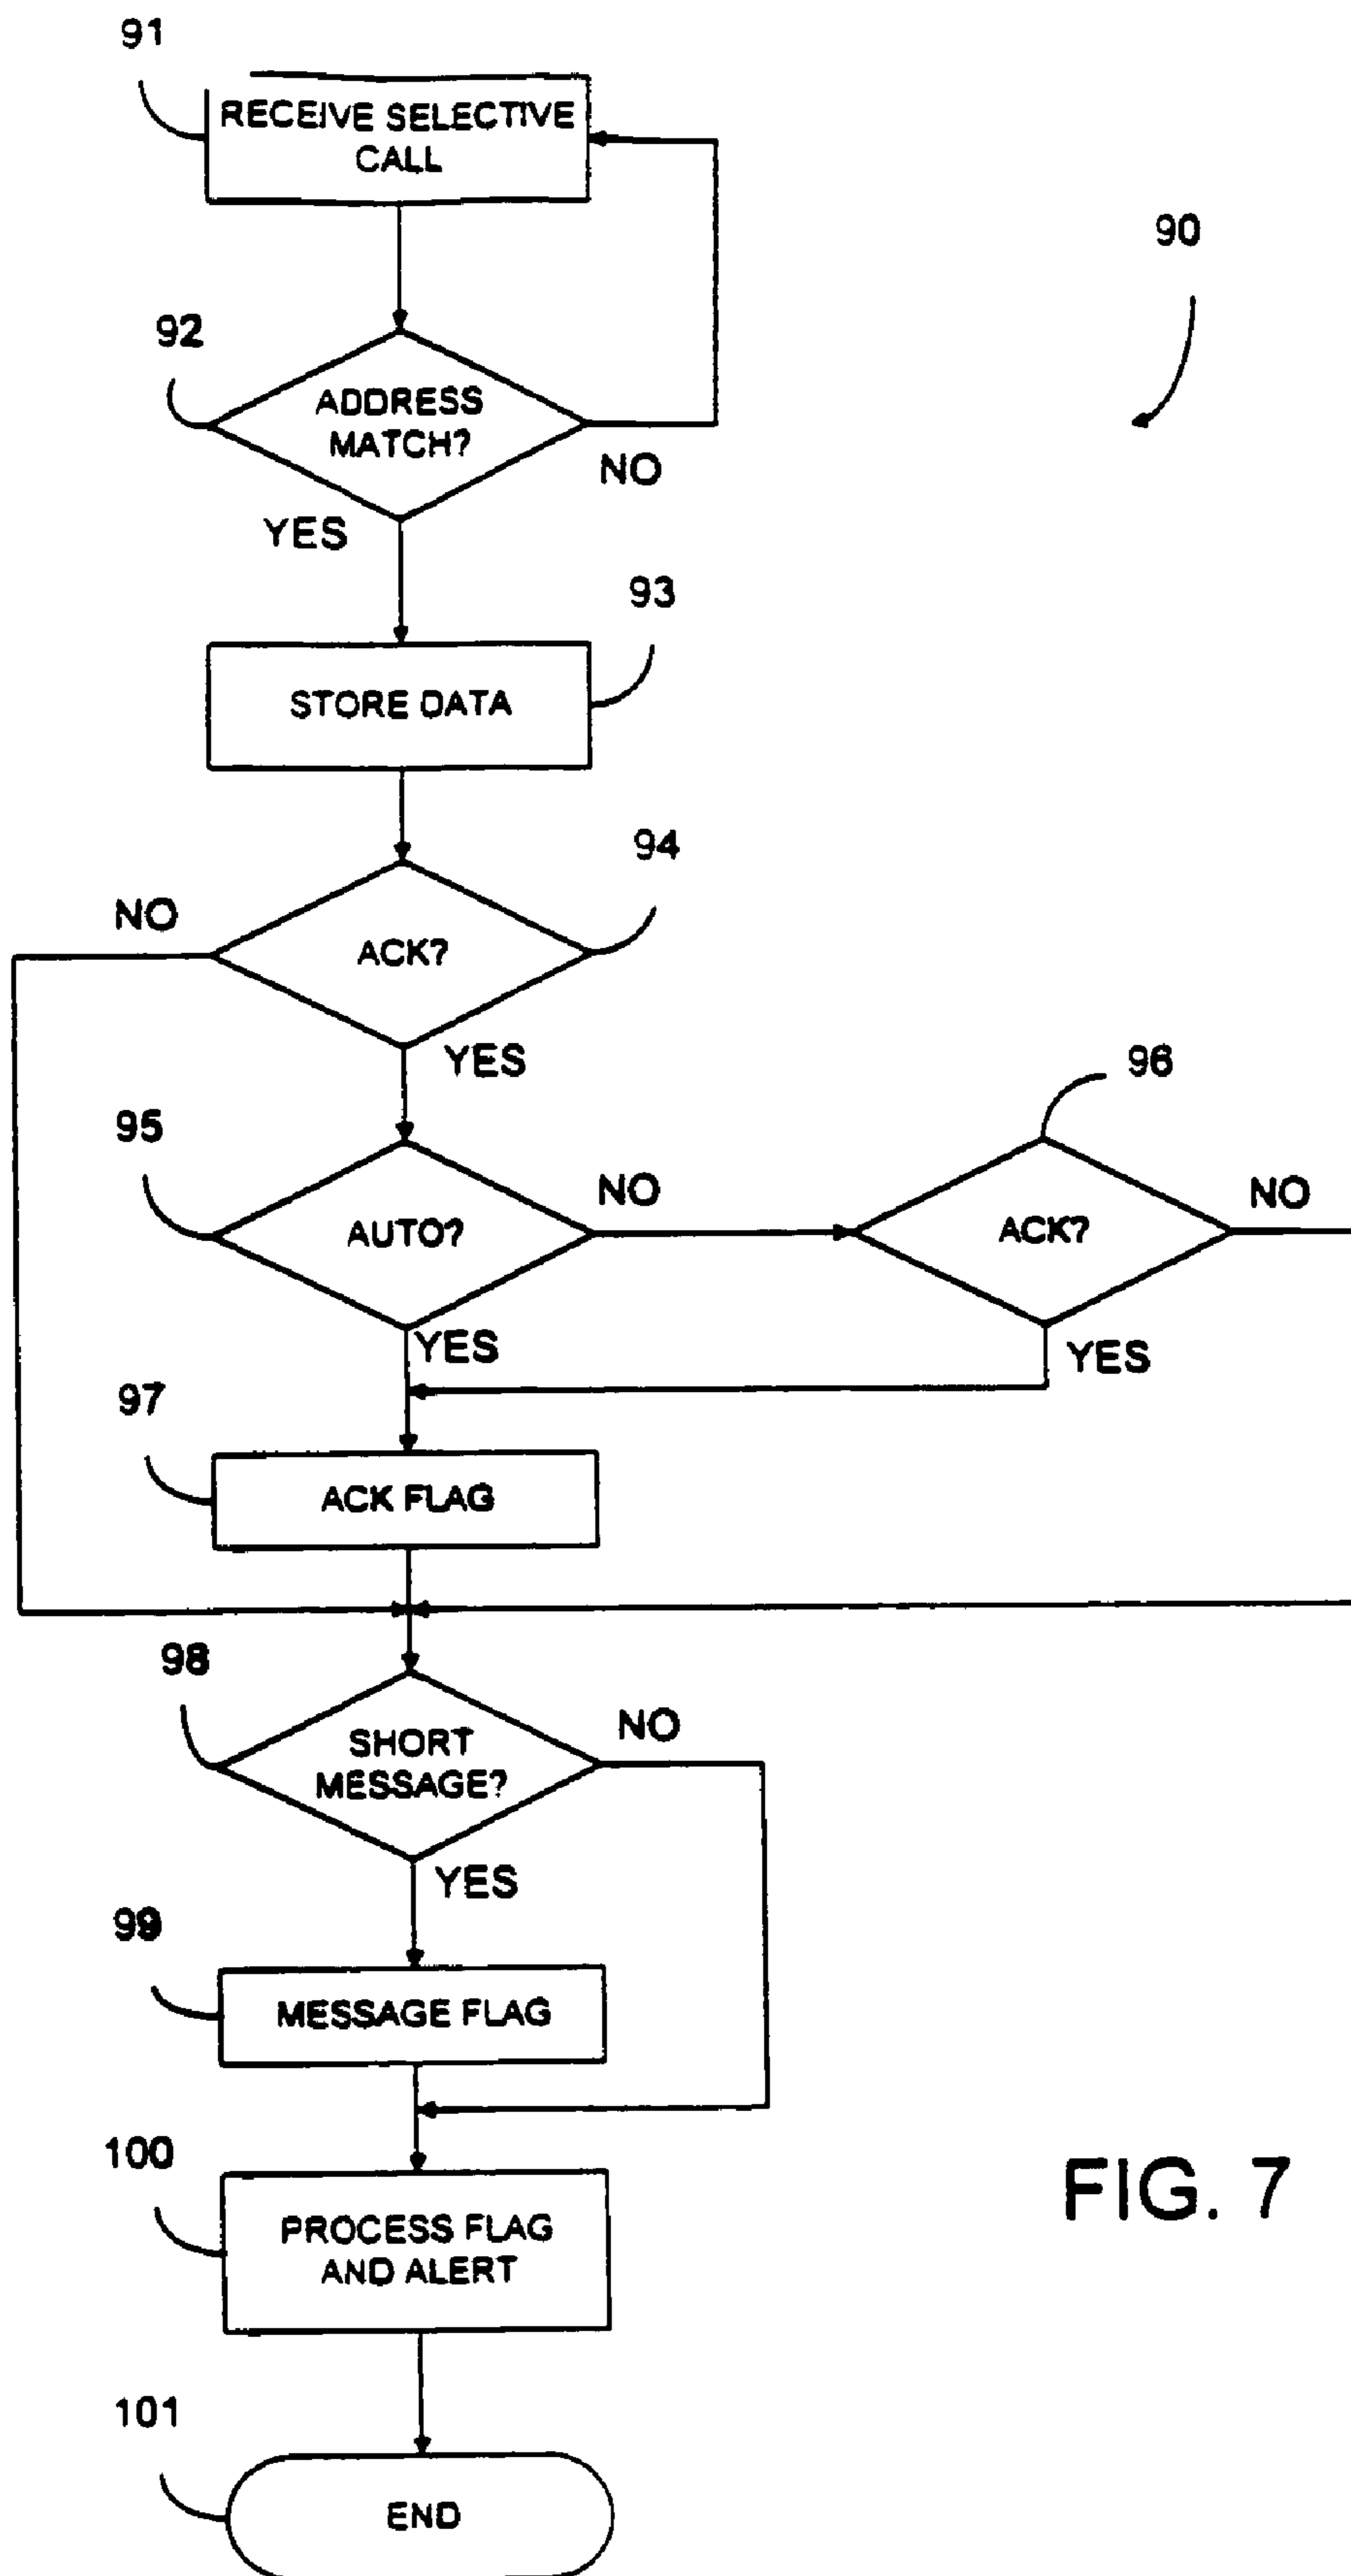 91
RECEIVE SELECTIVE
CALL
90
92
ADDRESS
MATCH?
NO
YES
93
STORE DATA
94
NO
ACK?
YES
96
95
NO
NO
AUTO?
ACK?
YES
YES
97
ACK FLAG
98
NO
SHORT
MESSAGE?
YES
99
MESSAGE FLAG
100
PROCESS FLAG
AND ALERT
FIG. 7
101
END